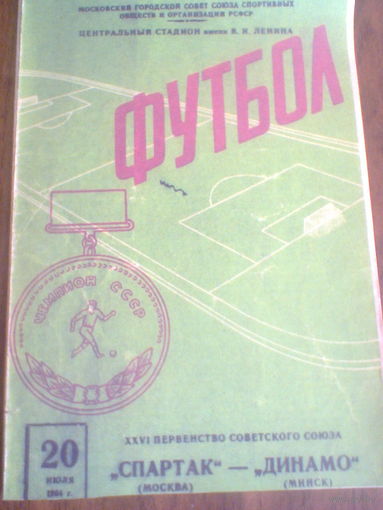 МОСКОВСКИЙ ГОРОДСКОЙ СОВЕТ СОЮЗА СПОРТИВНЫХ
ОБЩЕСТВ И ОРГАНИЗАЦИЙ РСФСР
ЦЕНТРАЛЬНЫЙ СТАДИОН имени В. И. ЛЕНИНА
ФУТБОЛ
ЧЕМПИОН СССР
XXVI ПЕРВЕНСТВО СОВЕТСКОГО СОЮЗА
20
ИЮЛЯ
1964 г.
„СПАРТАК“ — „ДИНАМО“
(МОСКВА) (МИНСК)